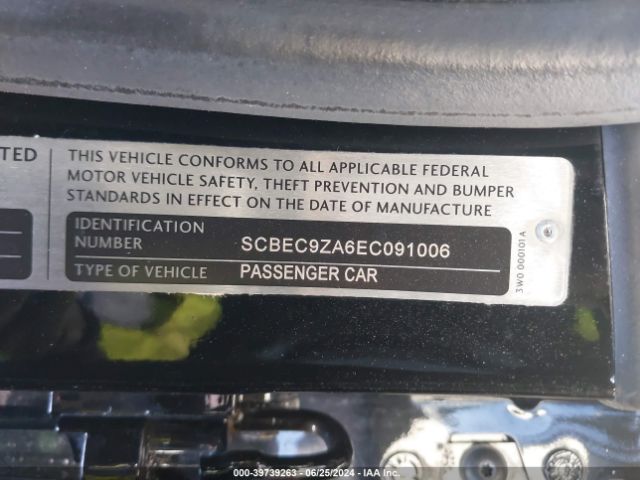 TED
THIS VEHICLE CONFORMS TO ALL APPLICABLE FEDERAL
MOTOR VEHICLE SAFETY, THEFT PREVENTION AND BUMPER
STANDARDS IN EFFECT ON THE DATE OF MANUFACTURE
IDENTIFICATION
NUMBER SCBEC9ZA6EC091006
TYPE OF VEHICLE PASSENGER CAR
3W0 000101A
000-39739263 - 06/25/2024 - IAA Inc.